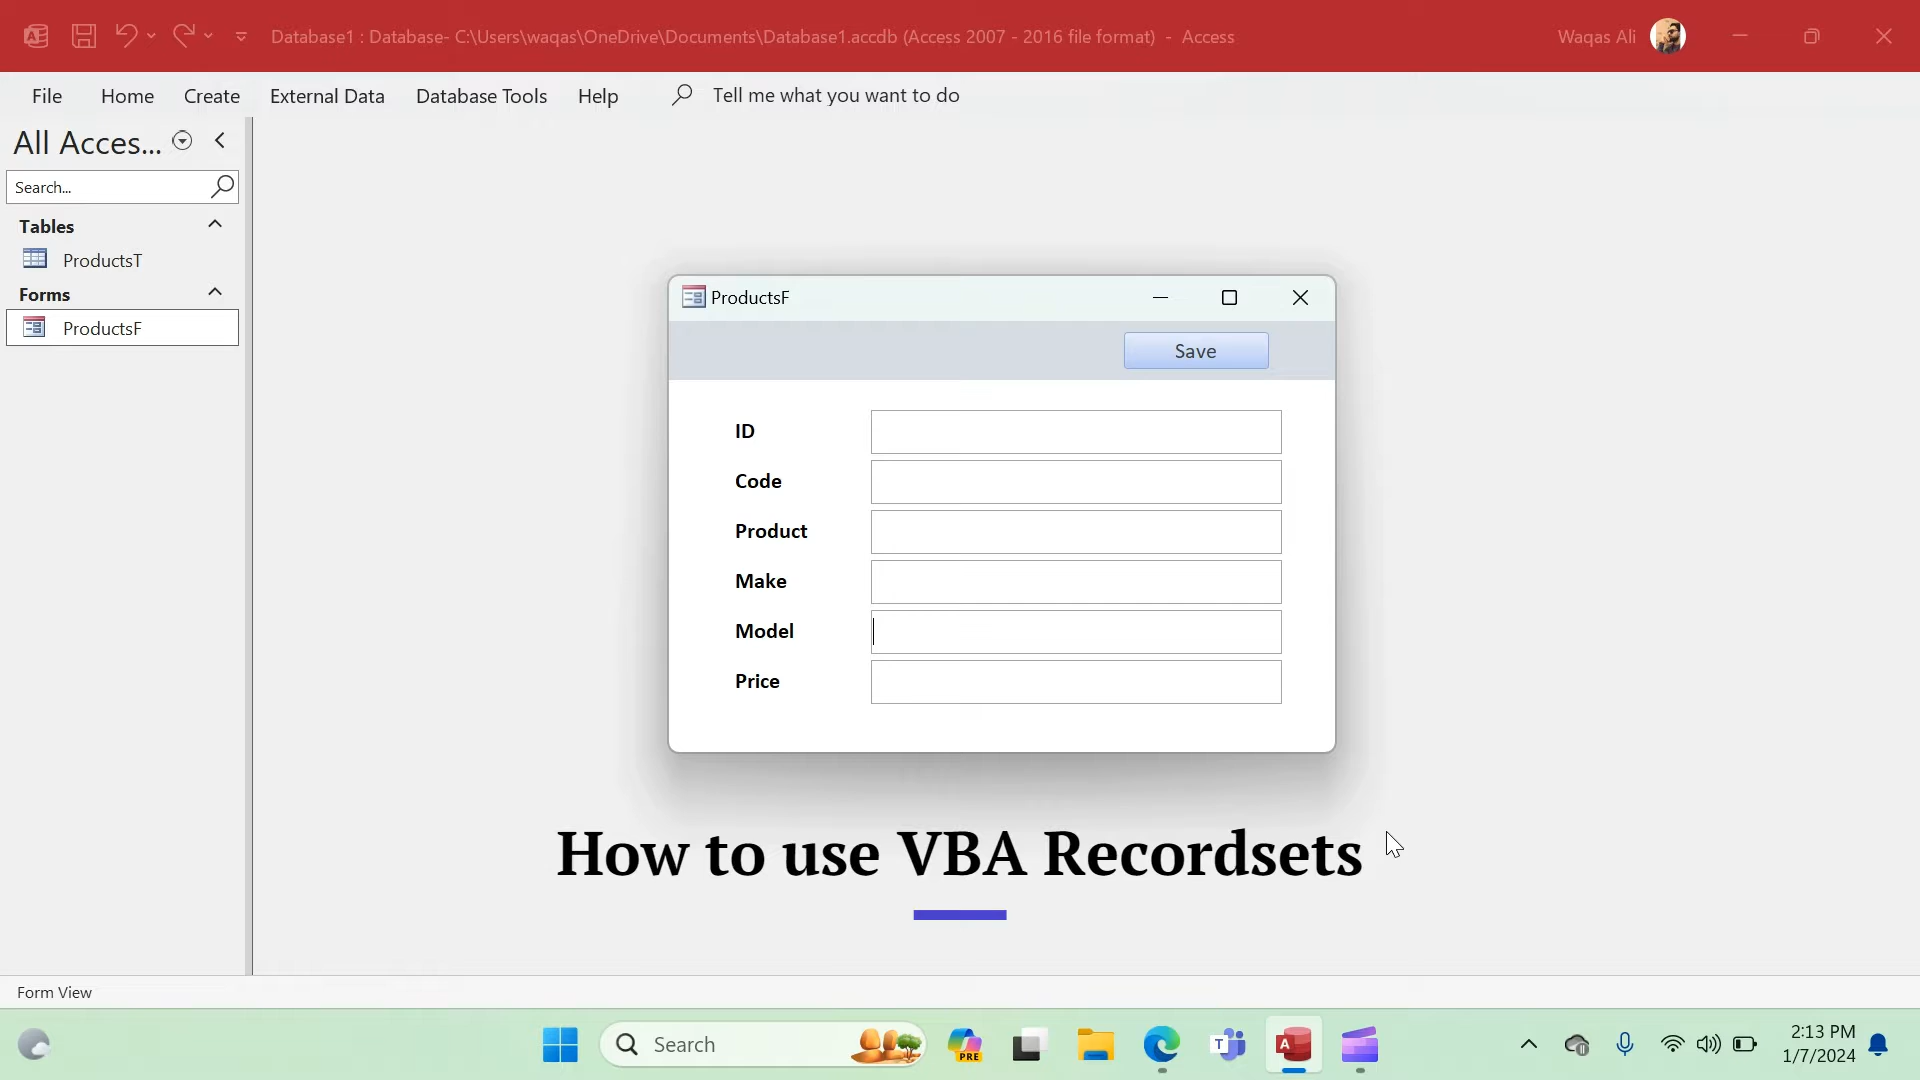 Database1 : Database- C:\Users\waqas\OneDrive\Documents\Database1.accdb (Access 2007 - 2016 file format) - Access
Waqas Ali
File Home Create External Data Database Tools Help Tell me what you want to do
All Acces...
Search...
Tables
ProductsT
Forms
ProductsF
ProductsF
Save
ID
Code
Product
Make
Model
Price
How to use VBA Recordsets
Form View
Search
PRE
T
A
2:13 PM
1/7/2024